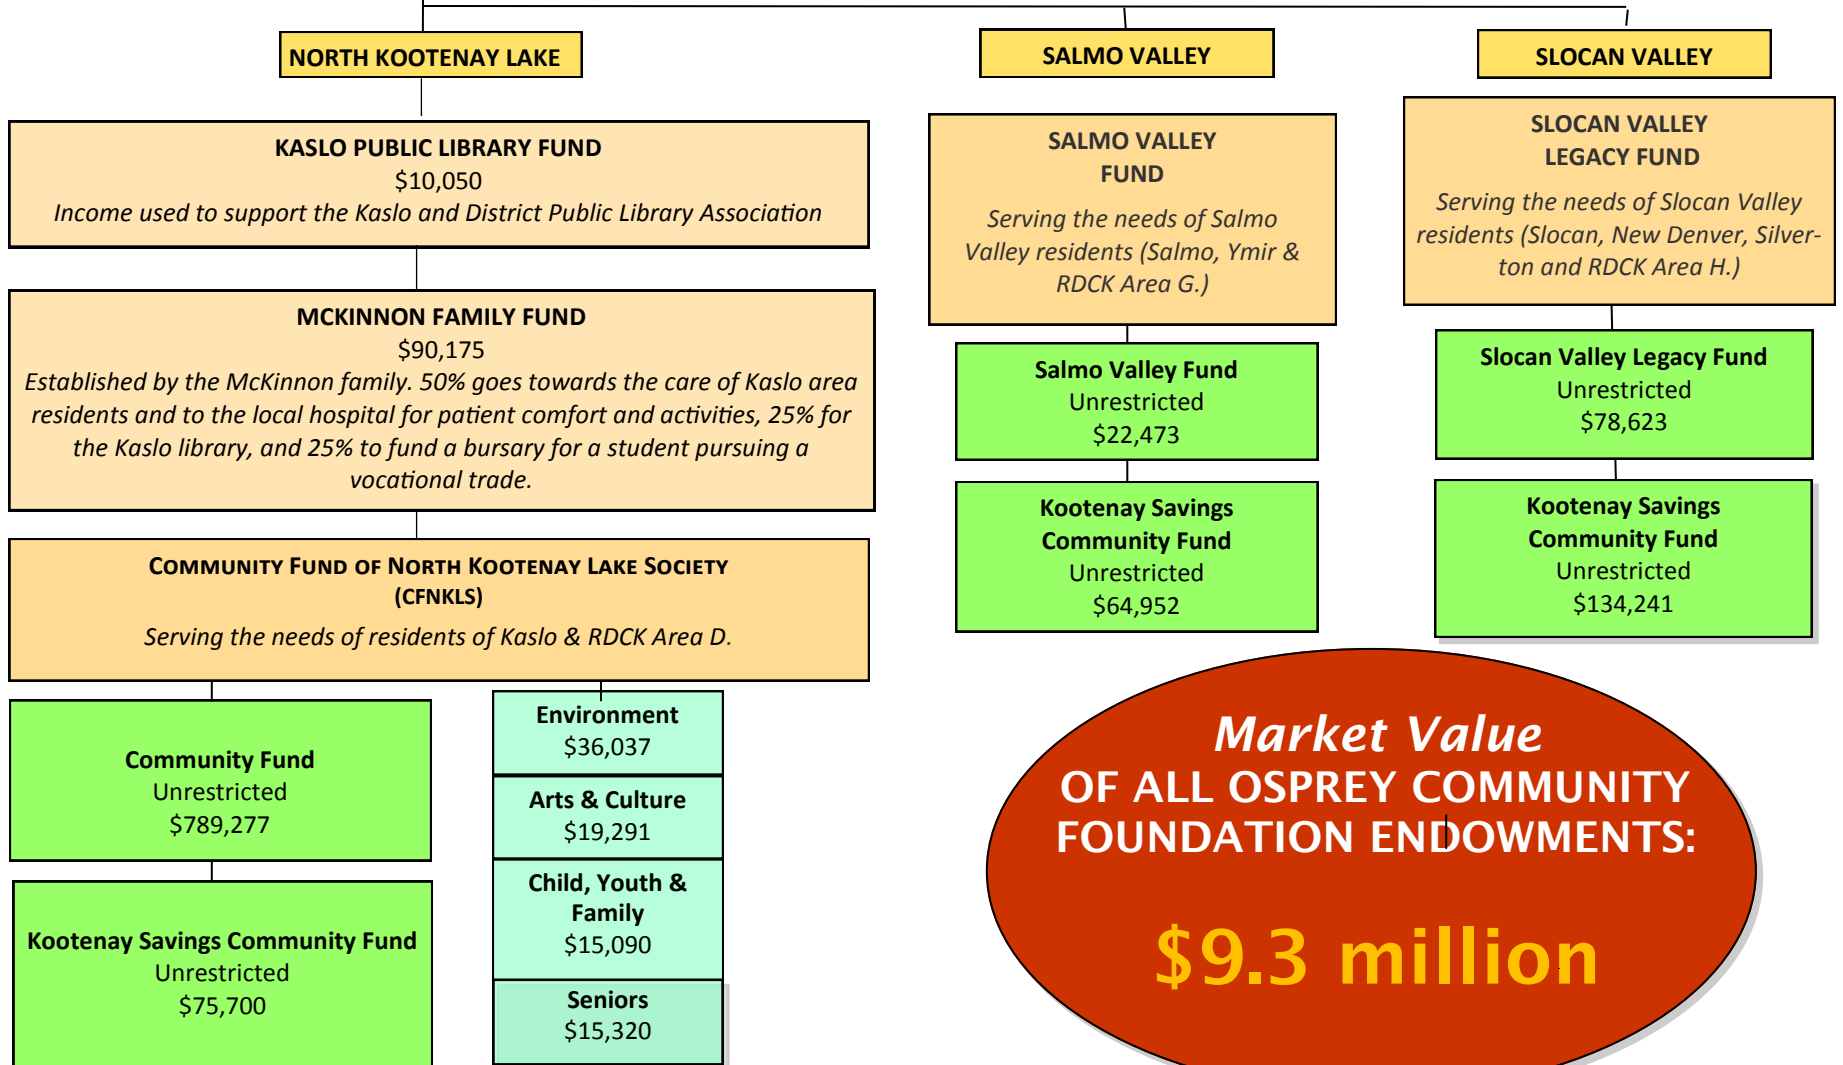 NORTH KOOTENAY LAKE
KASLO PUBLIC LIBRARY FUND
$10,050
Income used to support the Kaslo and District Public Library Association
MCKINNON FAMILY FUND
$90,175
Established by the McKinnon family. 50% goes towards the care of Kaslo area
residents and to the local hospital for patient comfort and activities, 25% for
the Kaslo library, and 25% to fund a bursary for a student pursuing a
vocational trade.
COMMUNITY FUND OF NORTH KOOTENAY LAKE SOCIETY
(CFNKLS)
Serving the needs of residents of Kaslo & RDCK Area D.
Community Fund
Unrestricted
$789,277
Kootenay Savings Community Fund
Unrestricted
$75,700
Environment
$36,037
Arts & Culture
$19,291
Child, Youth &
Family
$15,090
Seniors
$15,320
SALMO VALLEY
SALMO VALLEY
FUND
Serving the needs of Salmo
Valley residents (Salmo, Ymir &
RDCK Area G.)
Salmo Valley Fund
Unrestricted
$22,473
Kootenay Savings
Community Fund
Unrestricted
$64,952
SLOCAN VALLEY
SLOCAN VALLEY
LEGACY FUND
Serving the needs of Slocan Valley
residents (Slocan, New Denver, Silver-
ton and RDCK Area H.)
Slocan Valley Legacy Fund
Unrestricted
$78,623
Kootenay Savings
Community Fund
Unrestricted
$134,241
Market Value
OF ALL OSPREY COMMUNITY
FOUNDATION ENDOWMENTS:
$9.3 million